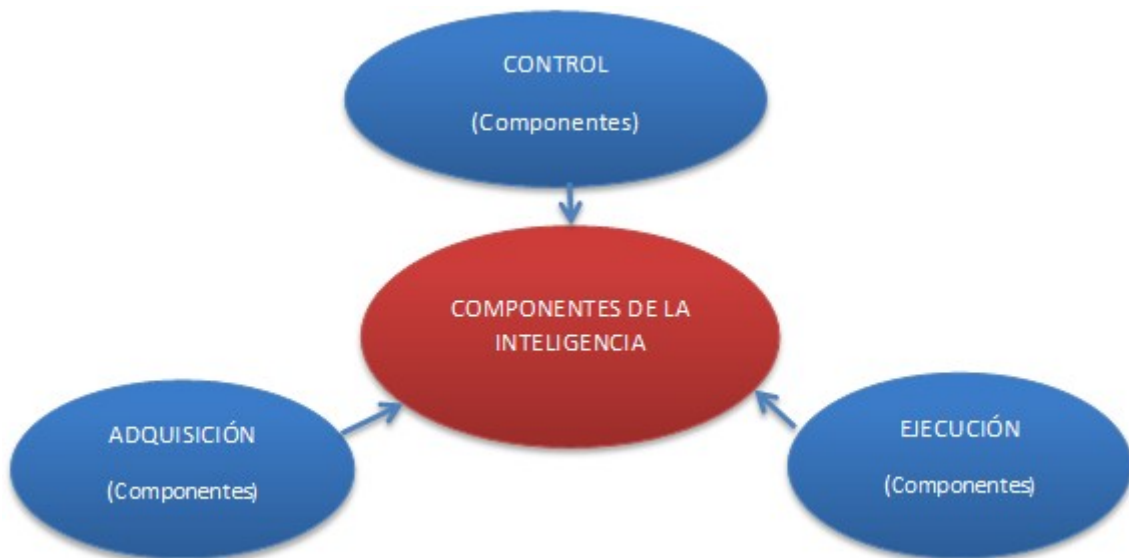 CONTROL
(Componentes)
COMPONENTES DE LA
INTELIGENCIA
ADQUISICIÓN
(Componentes)
EJECUCIÓN
(Componentes)